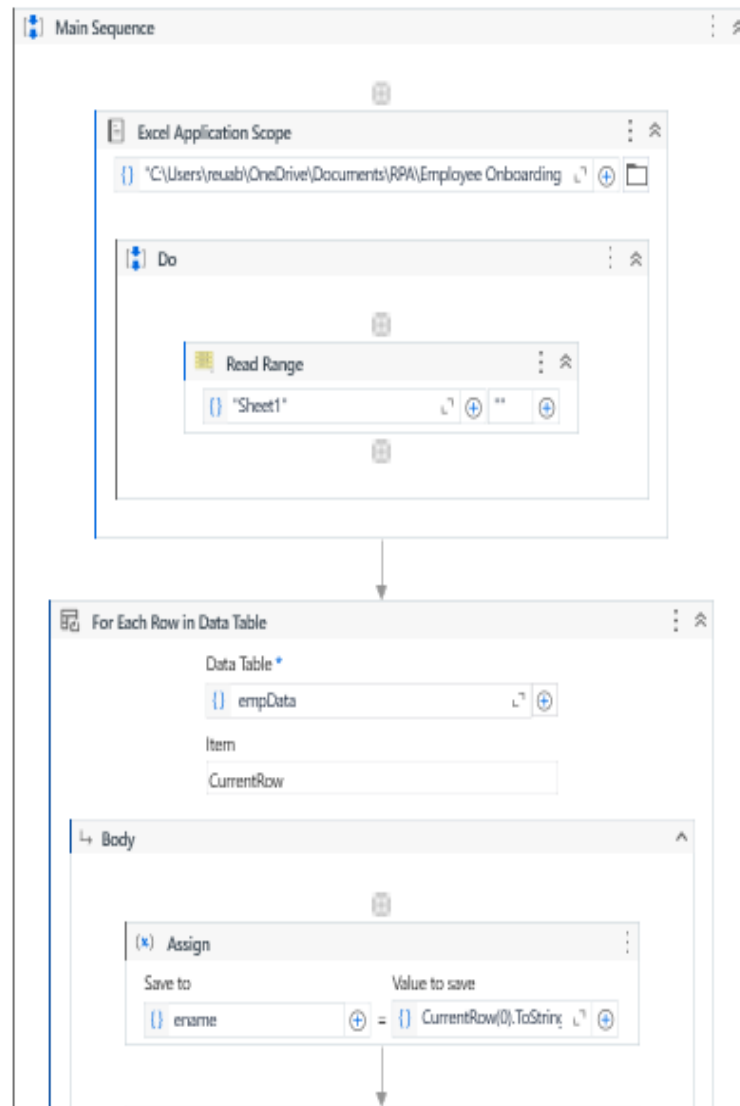 Main Sequence
Excel Application Scope
"C:\Users\reuab\OneDrive\Documents\RPA\Employee Onboarding
Do
Read Range
"Sheet1" ""
For Each Row in Data Table
Data Table *
empData
Item
CurrentRow
Body
(x) Assign
Save to Value to save
ename = CurrentRow(0).ToString